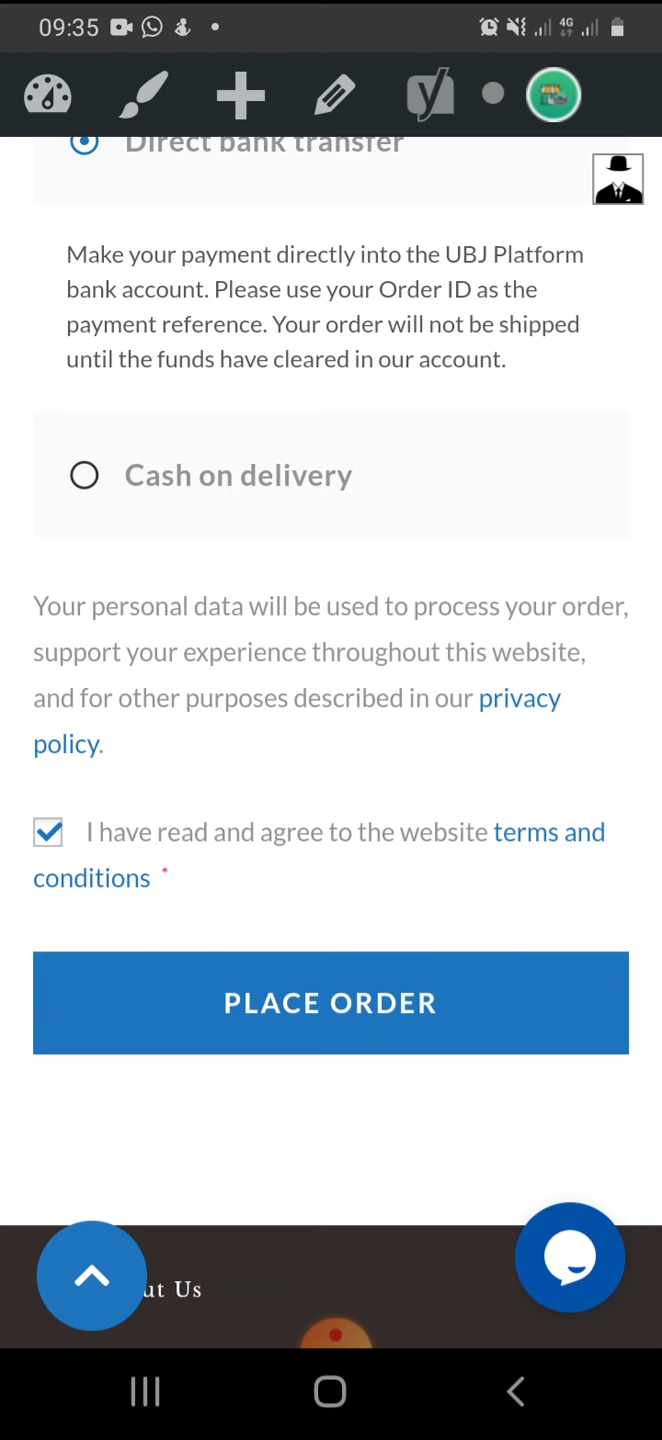 09:35
4G
Direct bank transfer
Make your payment directly into the UBJ Platform
bank account. Please use your Order ID as the
payment reference. Your order will not be shipped
until the funds have cleared in our account.
Cash on delivery
Your personal data will be used to process your order,
support your experience throughout this website,
and for other purposes described in our privacy
policy.
I have read and agree to the website terms and
conditions *
PLACE ORDER
ut Us